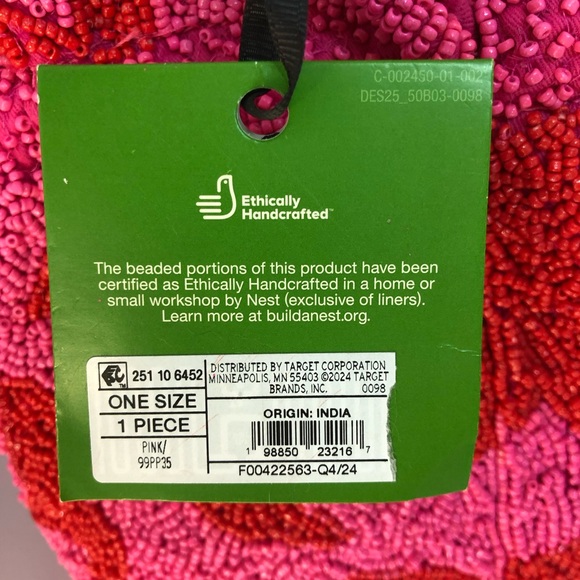 C-002450-01-002
DES25_50B03-0098
Ethically
Handcrafted™
The beaded portions of this product have been
certified as Ethically Handcrafted in a home or
small workshop by Nest (exclusive of liners).
Learn more at buildanest.org.
251 10 6452
ONE SIZE
1 PIECE
PINK/
99PP35
DISTRIBUTED BY TARGET CORPORATION
MINNEAPOLIS, MN 55403 ©2024 TARGET
BRANDS, INC. 0098
ORIGIN: INDIA
1 98850 23216 7
F00422563-Q4/24